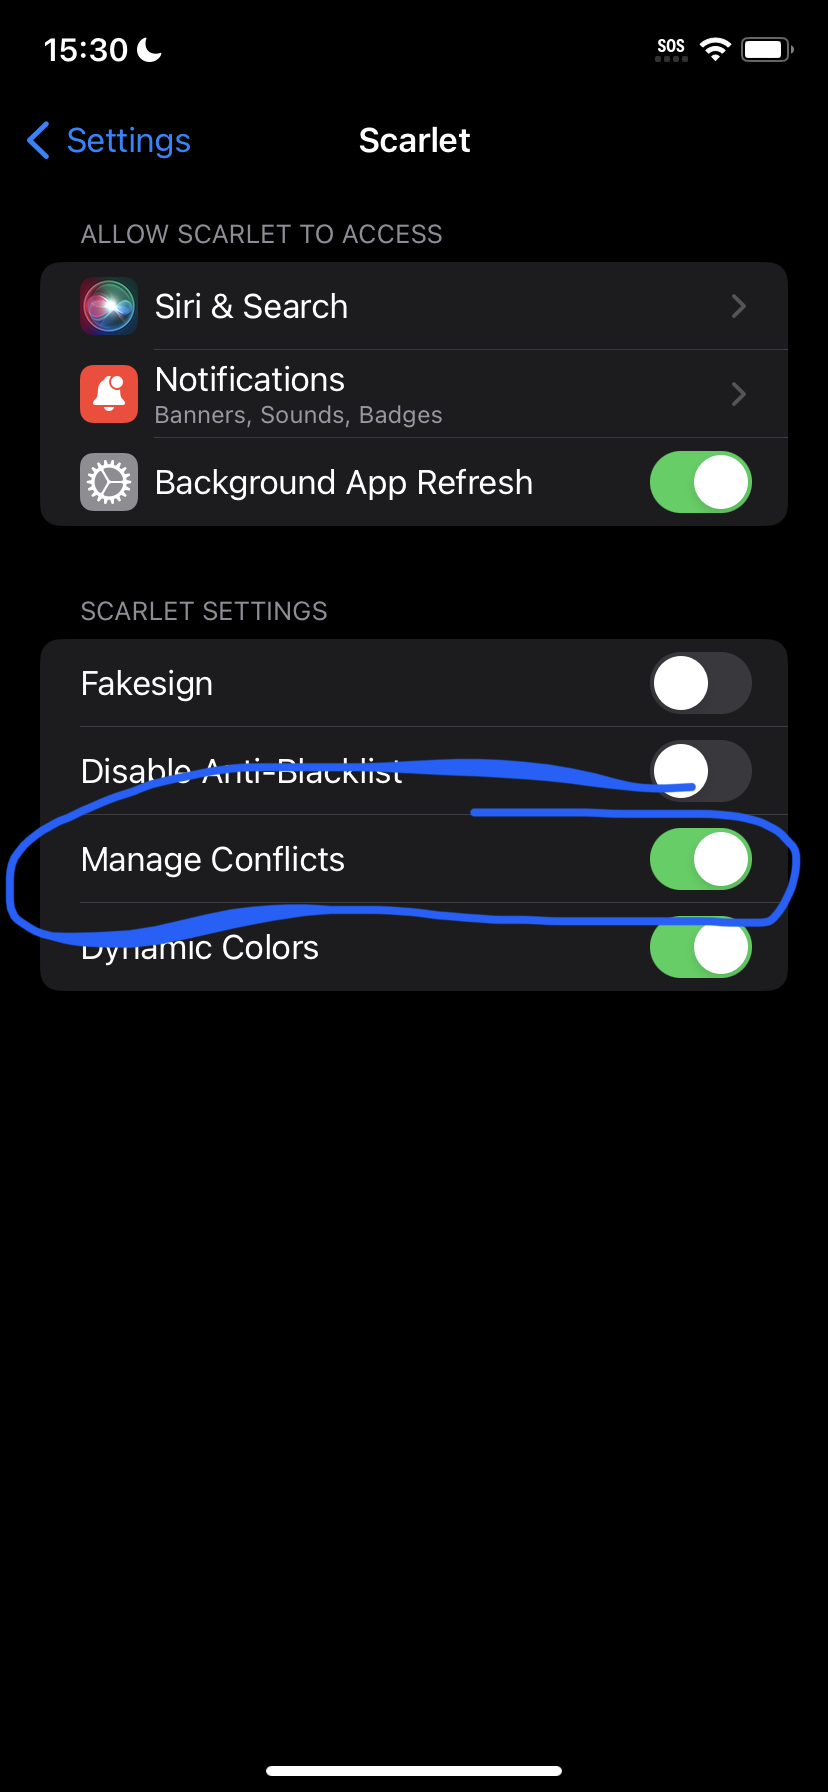 15:30
SOS
Settings
Scarlet
ALLOW SCARLET TO ACCESS
Siri & Search
Notifications
Banners, Sounds, Badges
Background App Refresh
SCARLET SETTINGS
Fakesign
Disable Anti-Blacklist
Manage Conflicts
Dynamic Colors